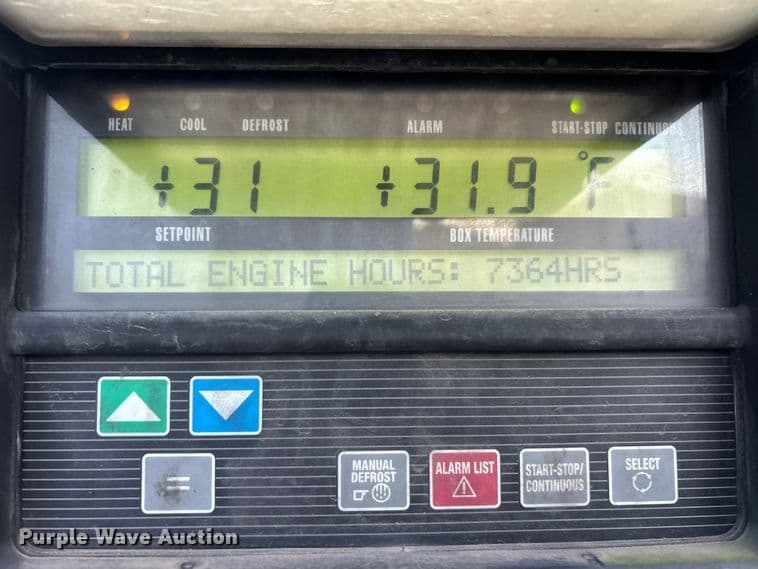 HEAT COOL DEFROST ALARM START-STOP CONTINUOUS
+31 +31.9 °F
SETPOINT BOX TEMPERATURE
TOTAL ENGINE HOURS: 7364HRS
MANUAL DEFROST
ALARM LIST
START-STOP/
CONTINUOUS
SELECT
=
Purple Wave Auction